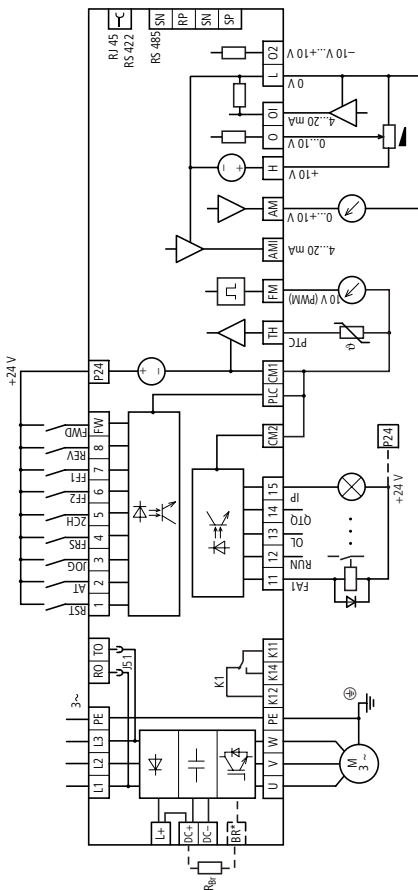 RJ 45
RS 422
RS 485
SN
RP
SN
SP
O2
−10 V...+10 V
L
0 V
OI
4...20 mA
O
0...10 V
H
+10 V
AM
0...+10 V
AMI
4...20 mA
FM
10 V (PWM)
TH
PTC
ϑ
+24 V
P24
CM1
PLC
CM2
FWD
FW
REV
8
FF1
7
FF2
6
2CH
5
FRS
4
JOG
3
AT
2
RST
1
15
IP
14
QTQ
13
OL
12
RUN
11
FA1
P24
+24 V
TO
RO
J51
K1
K11
K14
K12
3~
PE
L3
L2
L1
PE
W
V
U
M
3 ~
L+
DC+
DC−
BR*
RBr